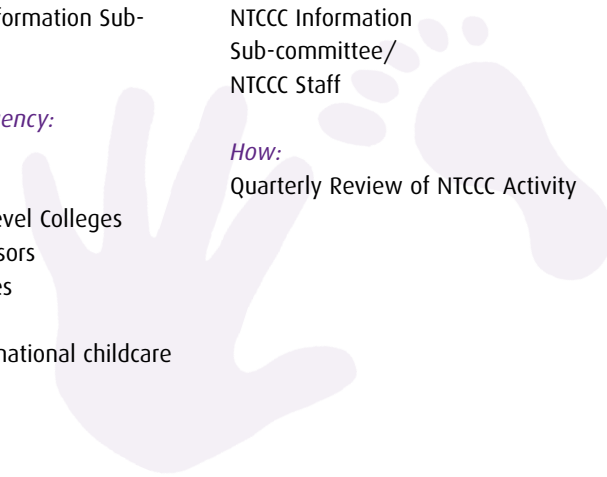 formation Sub-
ency:
evel Colleges
sors
es
national childcare
NTCCC Information
Sub-committee/
NTCCC Staff
How:
Quarterly Review of NTCCC Activity